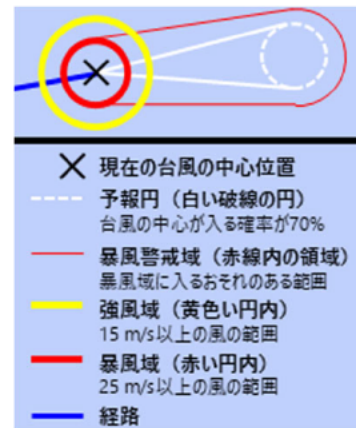 現在の台風の中心位置
予報円（白い破線の円）
台風の中心が入る確率が70%
暴風警戒域（赤線内の領域）
暴風域に入るおそれのある範囲
強風域（黄色い円内）
15 m/s以上の風の範囲
暴風域（赤い円内）
25 m/s以上の風の範囲
経路